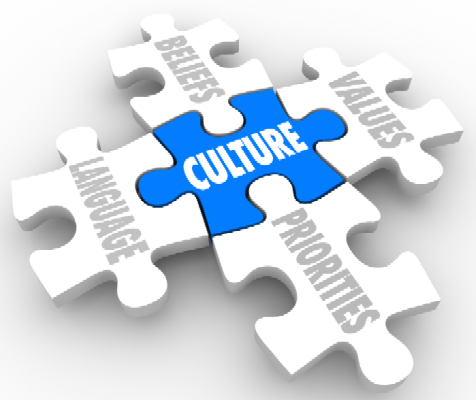 BELIEFS
VALUES
CULTURE
LANGUAGE
PRIORITIES